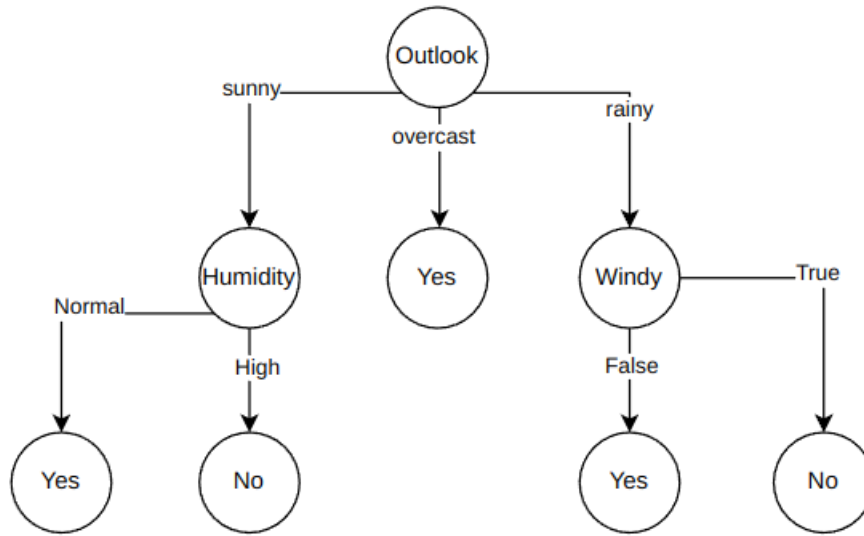 Outlook
sunny
overcast
rainy
Humidity
Yes
Windy
True
Normal
High
False
Yes
No
Yes
No